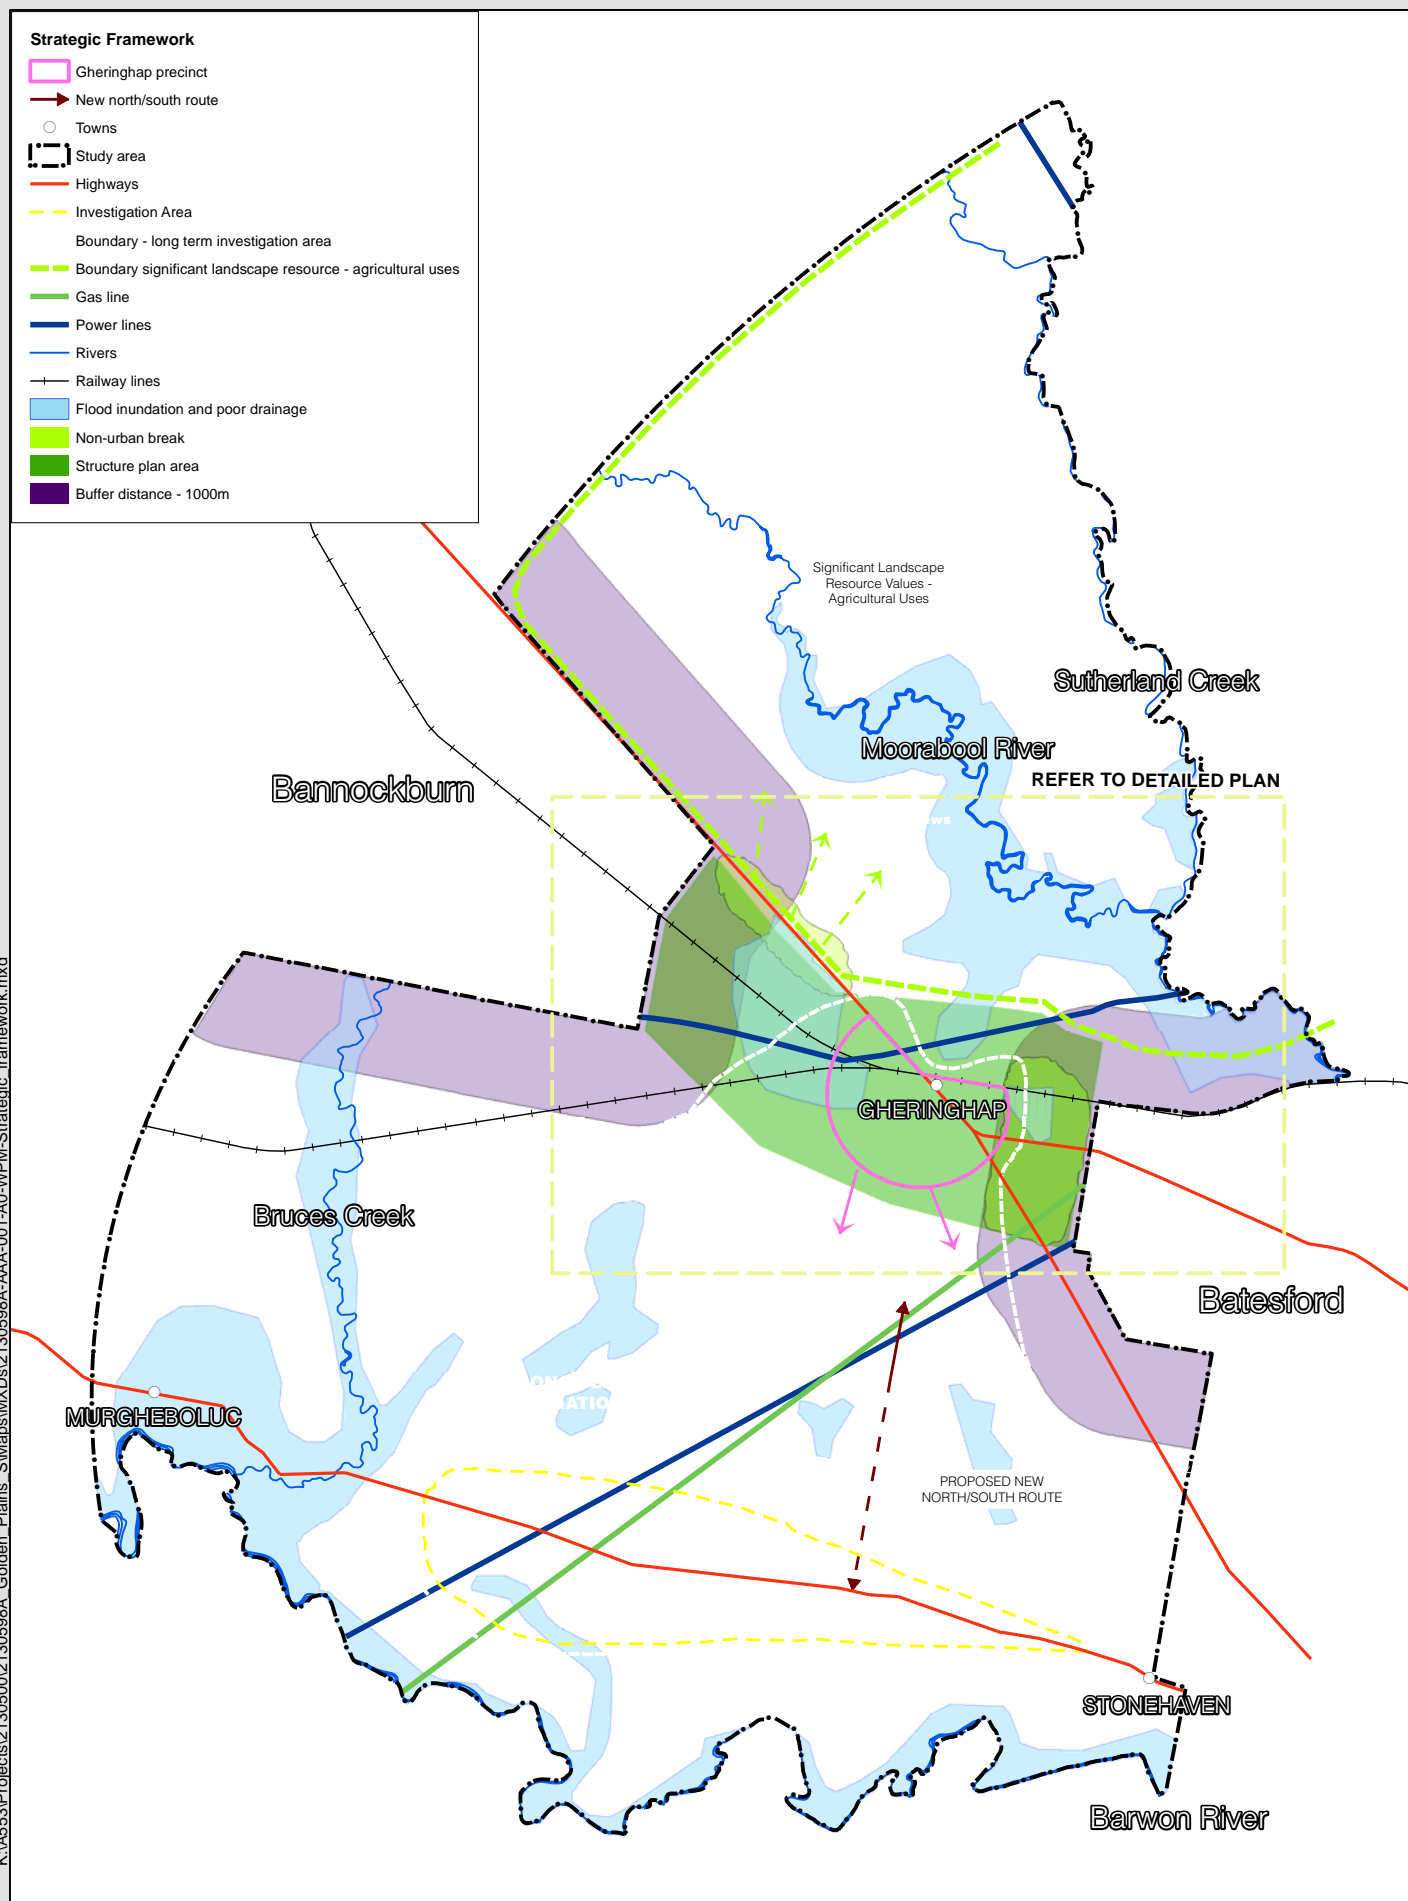 Strategic Framework
Gheringhap precinct
New north/south route
Towns
Study area
Highways
Investigation Area
Boundary - long term investigation area
Boundary significant landscape resource - agricultural uses
Gas line
Power lines
Rivers
Railway lines
Flood inundation and poor drainage
Non-urban break
Structure plan area
Buffer distance - 1000m
Significant Landscape
Resource Values -
Agricultural Uses
Sutherland Creek
Moorabool River
REFER TO DETAILED PLAN
Bannockburn
GHERINGHAP
Bruces Creek
Batesford
MURGHEBOLUC
PROPOSED NEW
NORTH/SOUTH ROUTE
STONEHAVEN
Barwon River